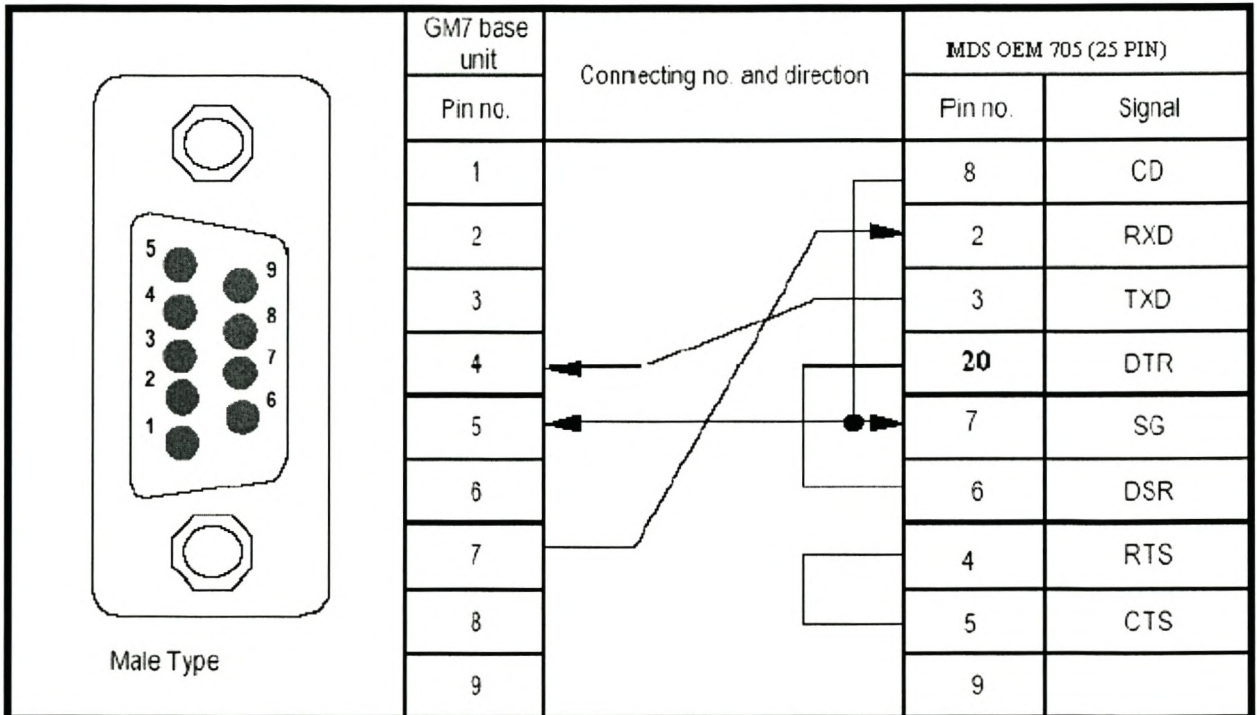 GM7 base unit
Connecting no. and direction
MDS OEM 705 (25 PIN)
Pin no.
Pin no.
Signal
1
8
CD
2
2
RXD
3
3
TXD
4
20
DTR
5
7
SG
6
6
DSR
7
4
RTS
8
5
CTS
9
9
5
9
4
8
3
7
2
6
1
Male Type